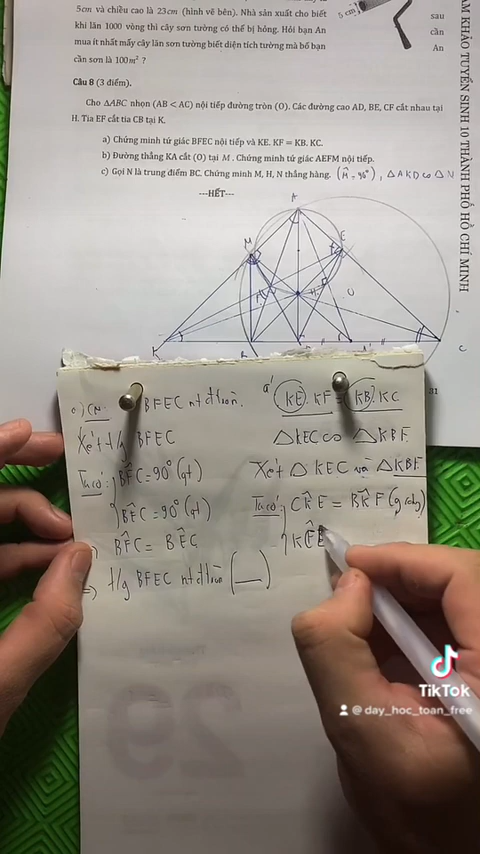 5cm và chiều cao là 23cm (hình vẽ bên). Nhà sản xuất cho biết
khi lăn 1000 vòng thì cây sơn tường có thể bị hỏng. Hỏi bạn An
mua ít nhất mấy cây lăn sơn tường biết diện tích tường mà bố bạn
cần sơn là 100m² ?
5 cm
sau
cần
An
Câu 8 (3 điểm).
Cho ΔABC nhọn (AB < AC) nội tiếp đường tròn (O). Các đường cao AD, BE, CF cắt nhau tại
H. Tia EF cắt tia CB tại K.
a) Chứng minh tứ giác BFEC nội tiếp và KE. KF = KB. KC.
b) Đường thẳng KA cắt (O) tại M. Chứng minh tứ giác AEFM nội tiếp.
c) Gọi N là trung điểm BC. Chứng minh M, H, N thẳng hàng. (M̂ = 90°), ΔAKD ∽ ΔN
---HẾT---
KHẢO TUYỂN SINH 10 THÀNH PHỐ HỒ CHÍ MINH
A
M
E
H
O
K
C
31
a) CM: BFEC nt đtròn.
Xét t/g BFEC
Ta có: BF̂C = 90° (gt)
BÊC = 90° (gt)
BF̂C = BÊC
=> t/g BFEC nt đtròn (__)
a' KE. KF = KB. KC
ΔKEC ∽ ΔKBF.
Xét ΔKEC và ΔKBF.
Ta có: CK̂E = BK̂F (g chg)
TikTok
@day_hoc_toan_free